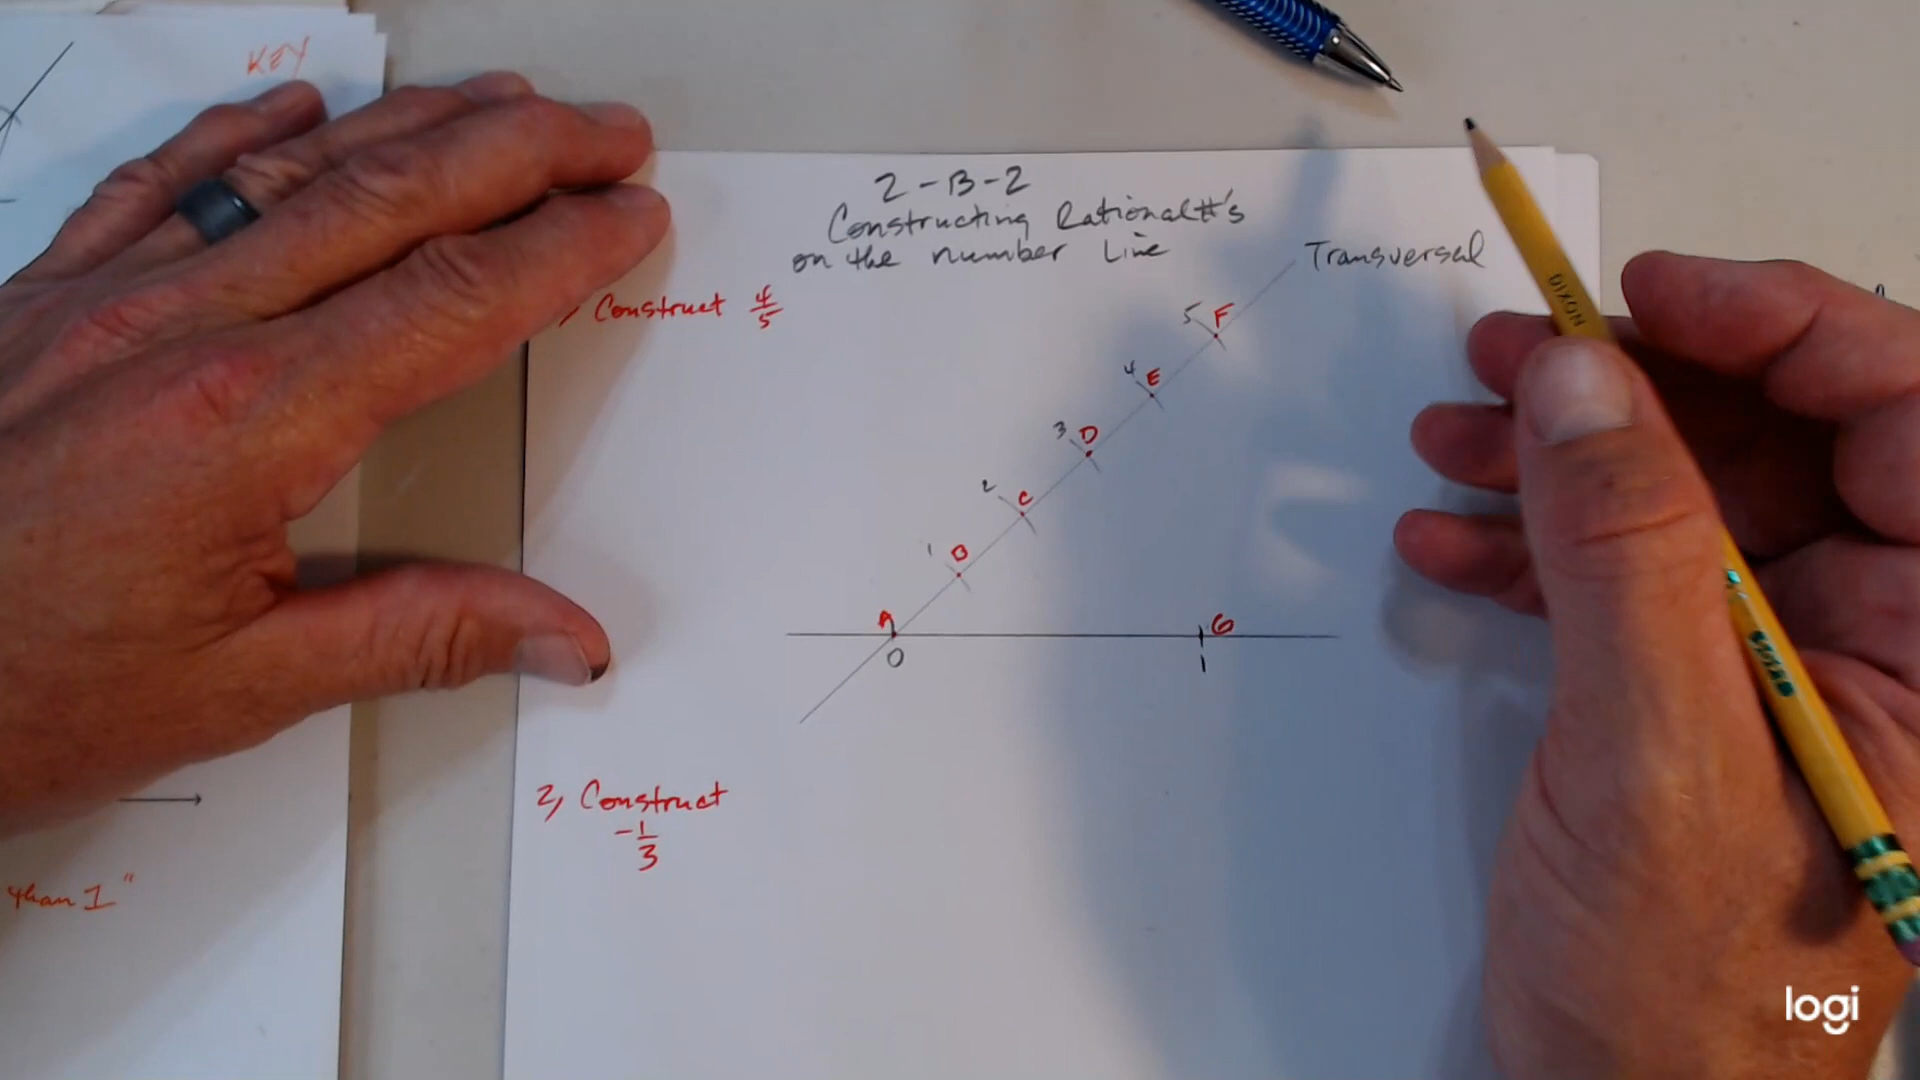 KEY
2-B-2
Constructing Rational #'s
on the number Line
Transversal
, Construct 4/5
5 F
4 E
3 D
2 C
1 B
A
G
0
1
2, Construct
-1/3
than 1"
DIXON
logi